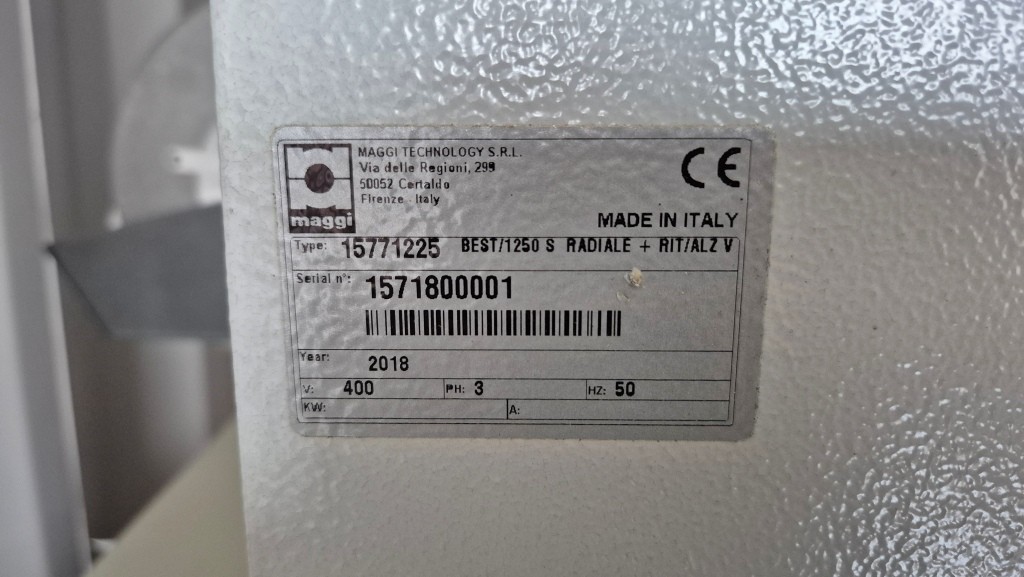 MAGGI TECHNOLOGY S.R.L.
Via delle Regioni, 299
50052 Certaldo
Firenze - Italy
maggi
CE
MADE IN ITALY
Type: 15771225 BEST/1250 S RADIALE + RIT/ALZ V
Serial n°: 1571800001
Year: 2018
V: 400 PH: 3 HZ: 50
KW: A: